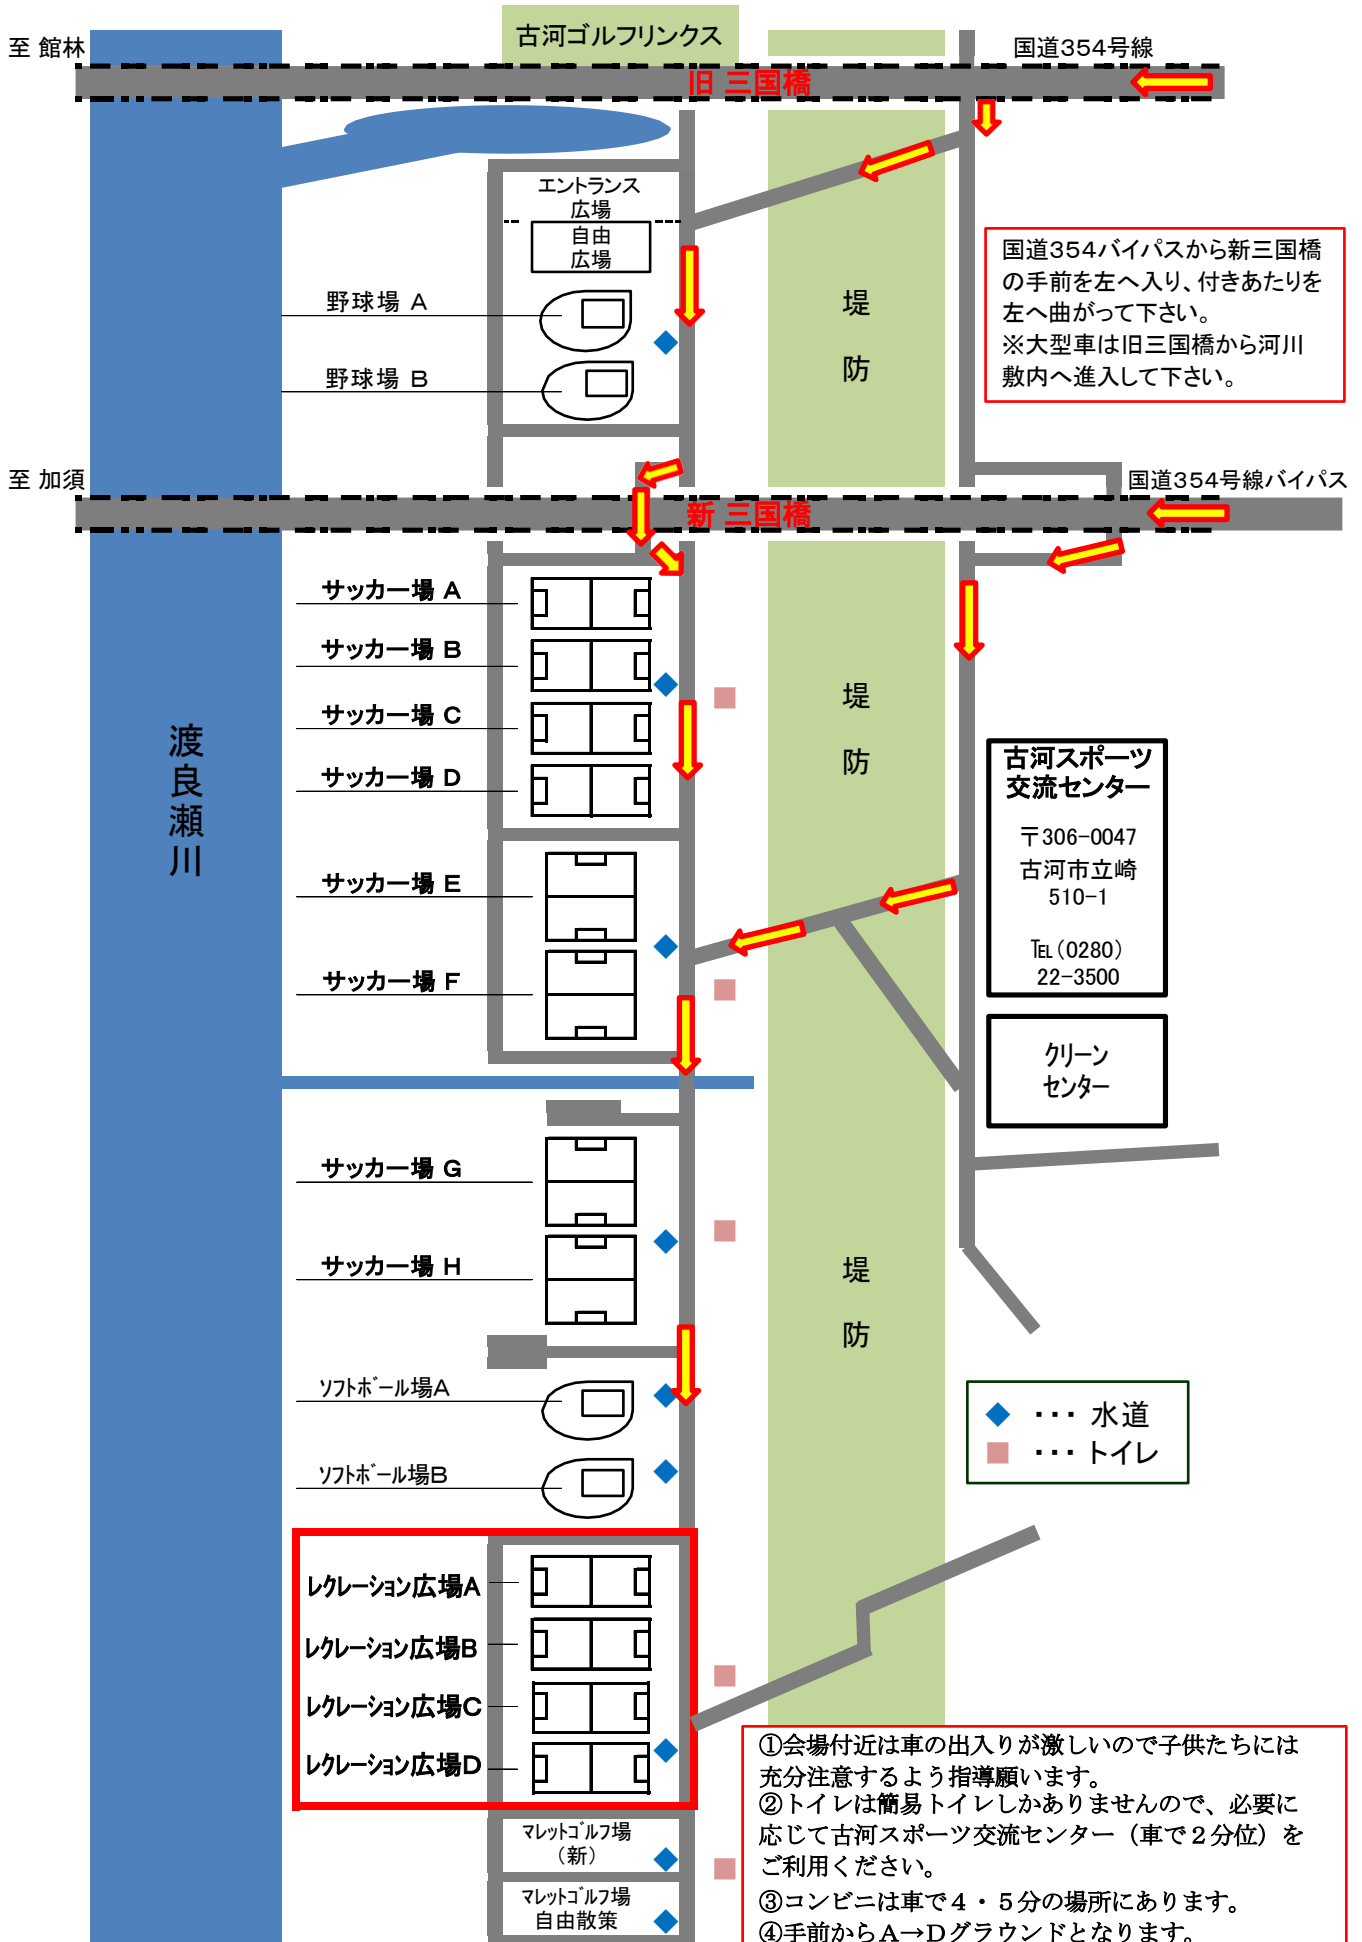 古河ゴルフリンクス
至 館林
国道354号線
旧 三国橋
エントランス
広場
自由
広場
野球場 A
野球場 B
国道354バイパスから新三国橋
の手前を左へ入り、付きあたりを
左へ曲がって下さい。
※大型車は旧三国橋から河川
敷内へ進入して下さい。
堤
防
至 加須
国道354号線バイパス
新 三国橋
サッカー場 A
サッカー場 B
サッカー場 C
サッカー場 D
堤
防
渡
良
瀬
川
古河スポーツ
交流センター
〒306-0047
古河市立崎
510-1
℡(0280)
22-3500
サッカー場 E
サッカー場 F
クリーン
センター
サッカー場 G
サッカー場 H
堤
防
ソフトボール場A
ソフトボール場B
◆ ・・・ 水道
■ ・・・ トイレ
レクレーション広場A
レクレーション広場B
レクレーション広場C
レクレーション広場D
①会場付近は車の出入りが激しいので子供たちには
充分注意するよう指導願います。
②トイレは簡易トイレしかありませんので、必要に
応じて古河スポーツ交流センター（車で２分位）を
ご利用ください。
③コンビニは車で４・５分の場所にあります。
④手前からA→Dグラウンドとなります。
マレットゴルフ場
（新）
マレットゴルフ場
自由散策